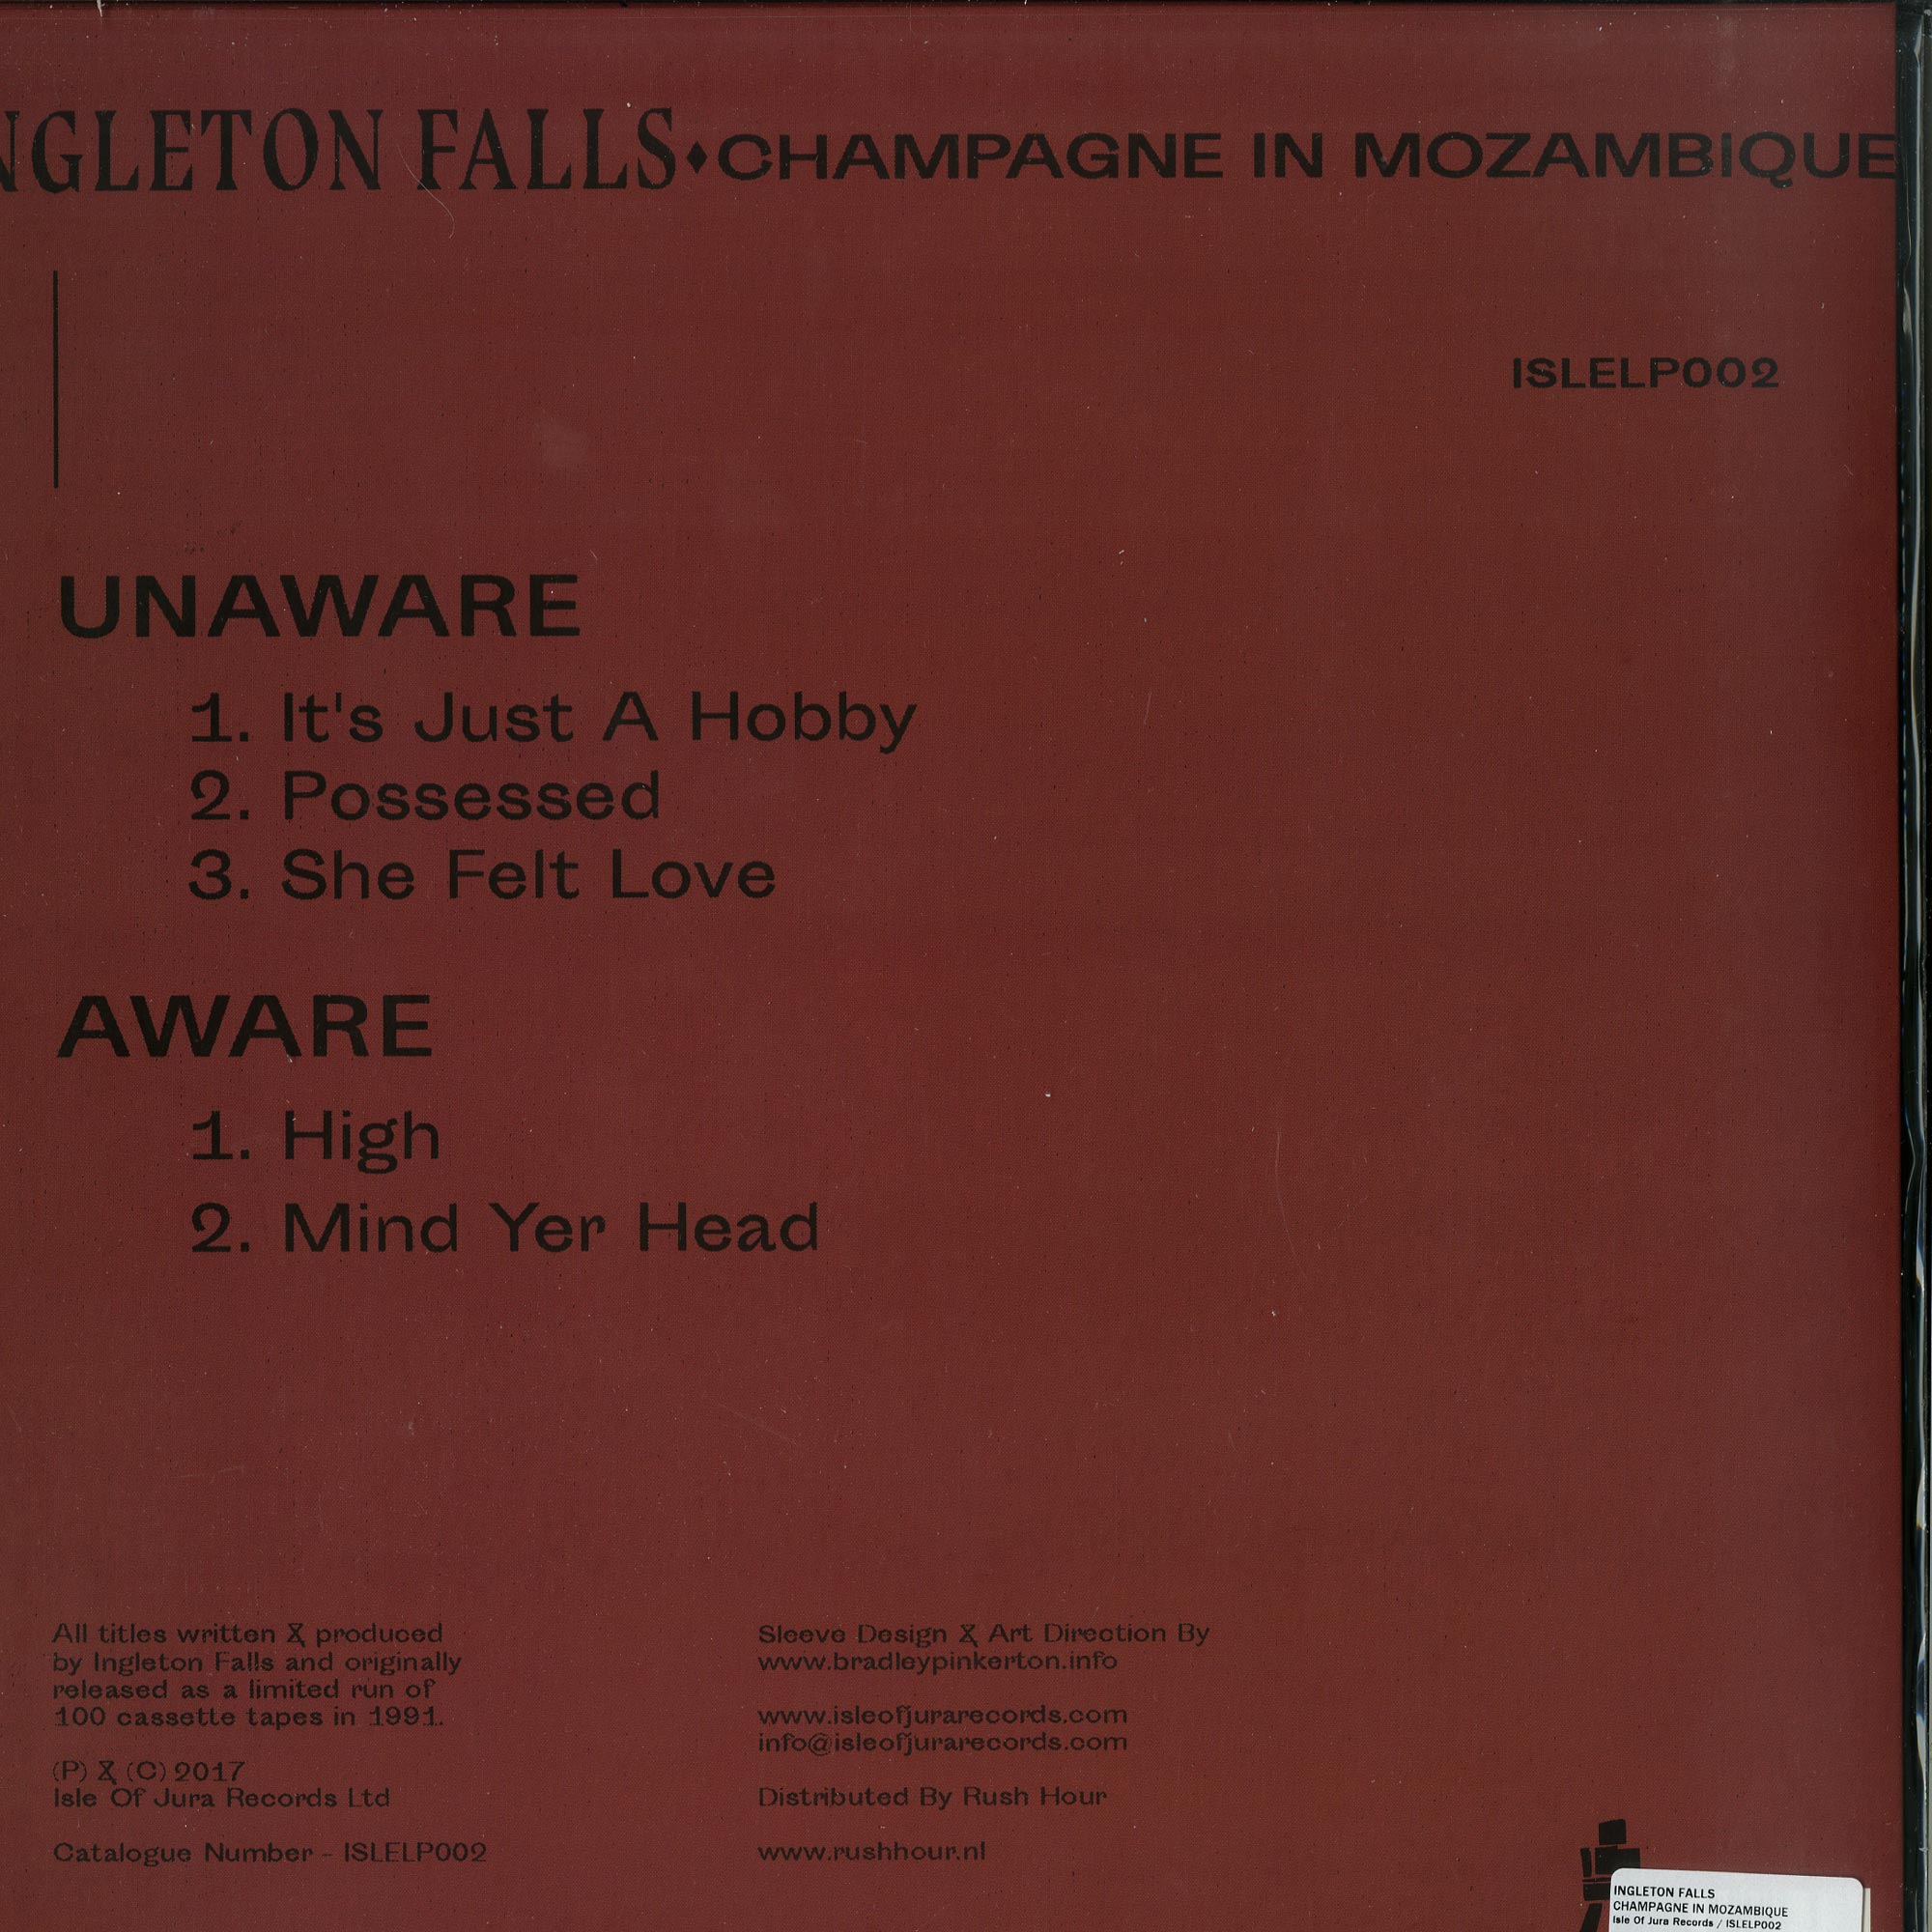 NGLETON FALLS♦CHAMPAGNE IN MOZAMBIQUE
ISLELP002
UNAWARE
1. It's Just A Hobby
2. Possessed
3. She Felt Love
AWARE
1. High
2. Mind Yer Head
All titles written & produced
by Ingleton Falls and originally
released as a limited run of
100 cassette tapes in 1991.
(P) & (C) 2017
Isle Of Jura Records Ltd
Catalogue Number - ISLELP002
Sleeve Design & Art Direction By
www.bradleypinkerton.info
www.isleofjurarecords.com
info@isleofjurarecords.com
Distributed By Rush Hour
www.rushhour.nl
INGLETON FALLS
CHAMPAGNE IN MOZAMBIQUE
Isle Of Jura Records / ISLELP002